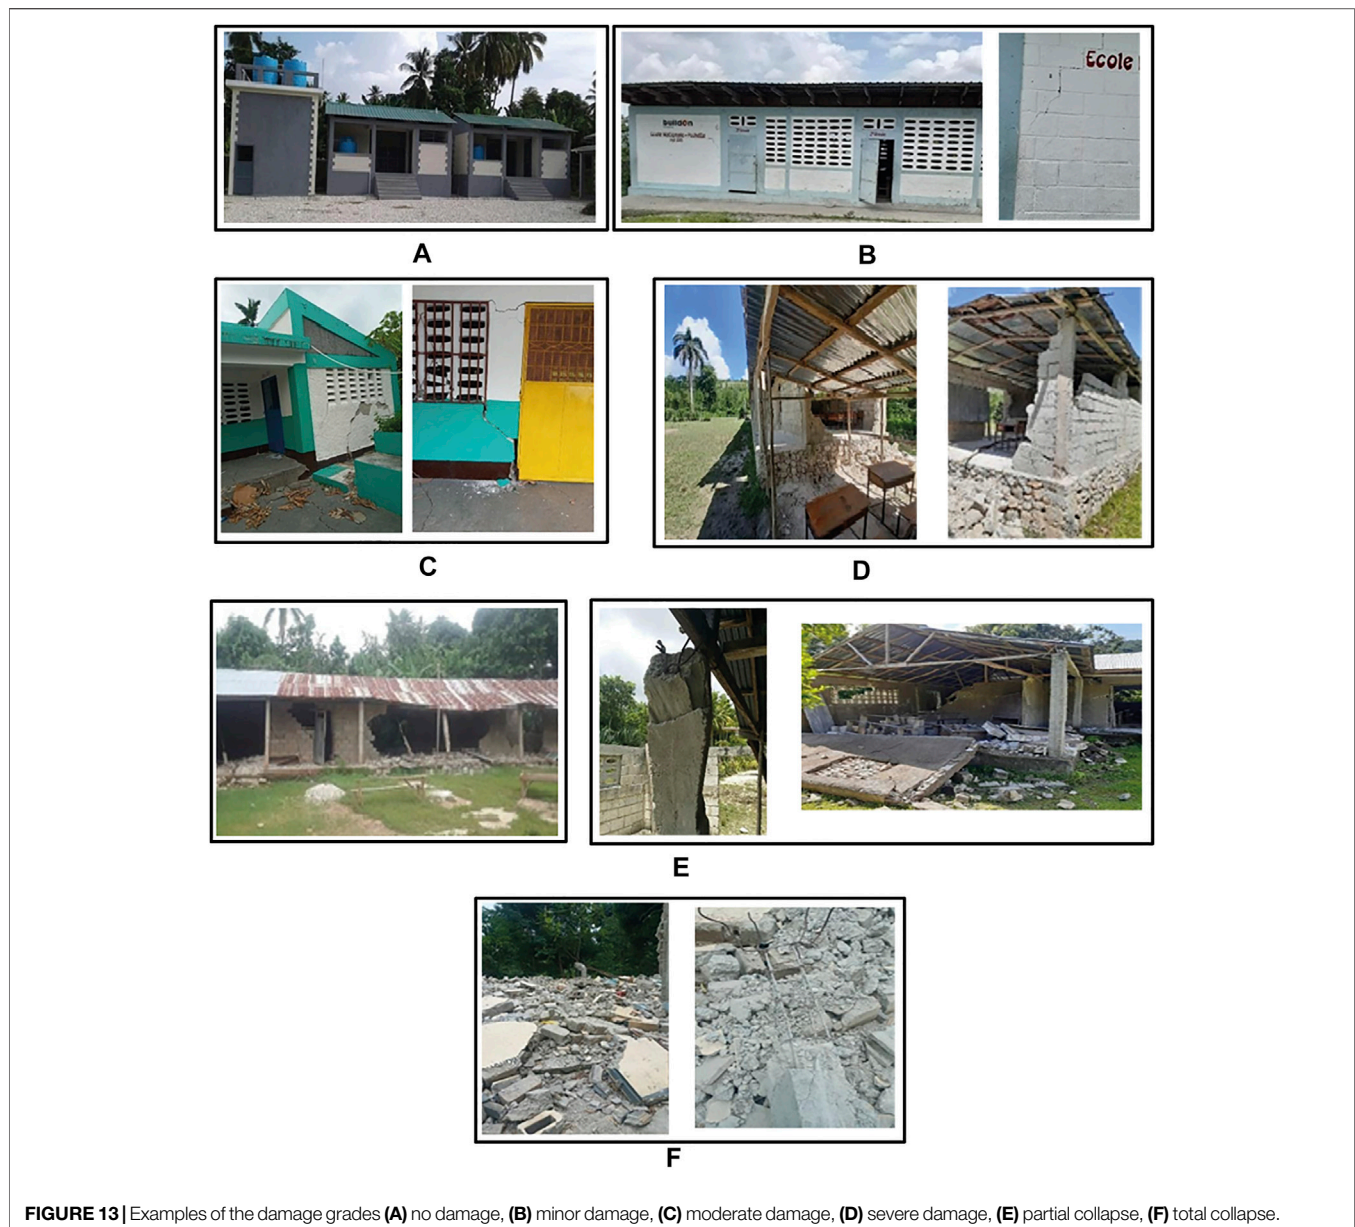 buildOn
Ecole
A
B
C
D
E
F
FIGURE 13 | Examples of the damage grades (A) no damage, (B) minor damage, (C) moderate damage, (D) severe damage, (E) partial collapse, (F) total collapse.